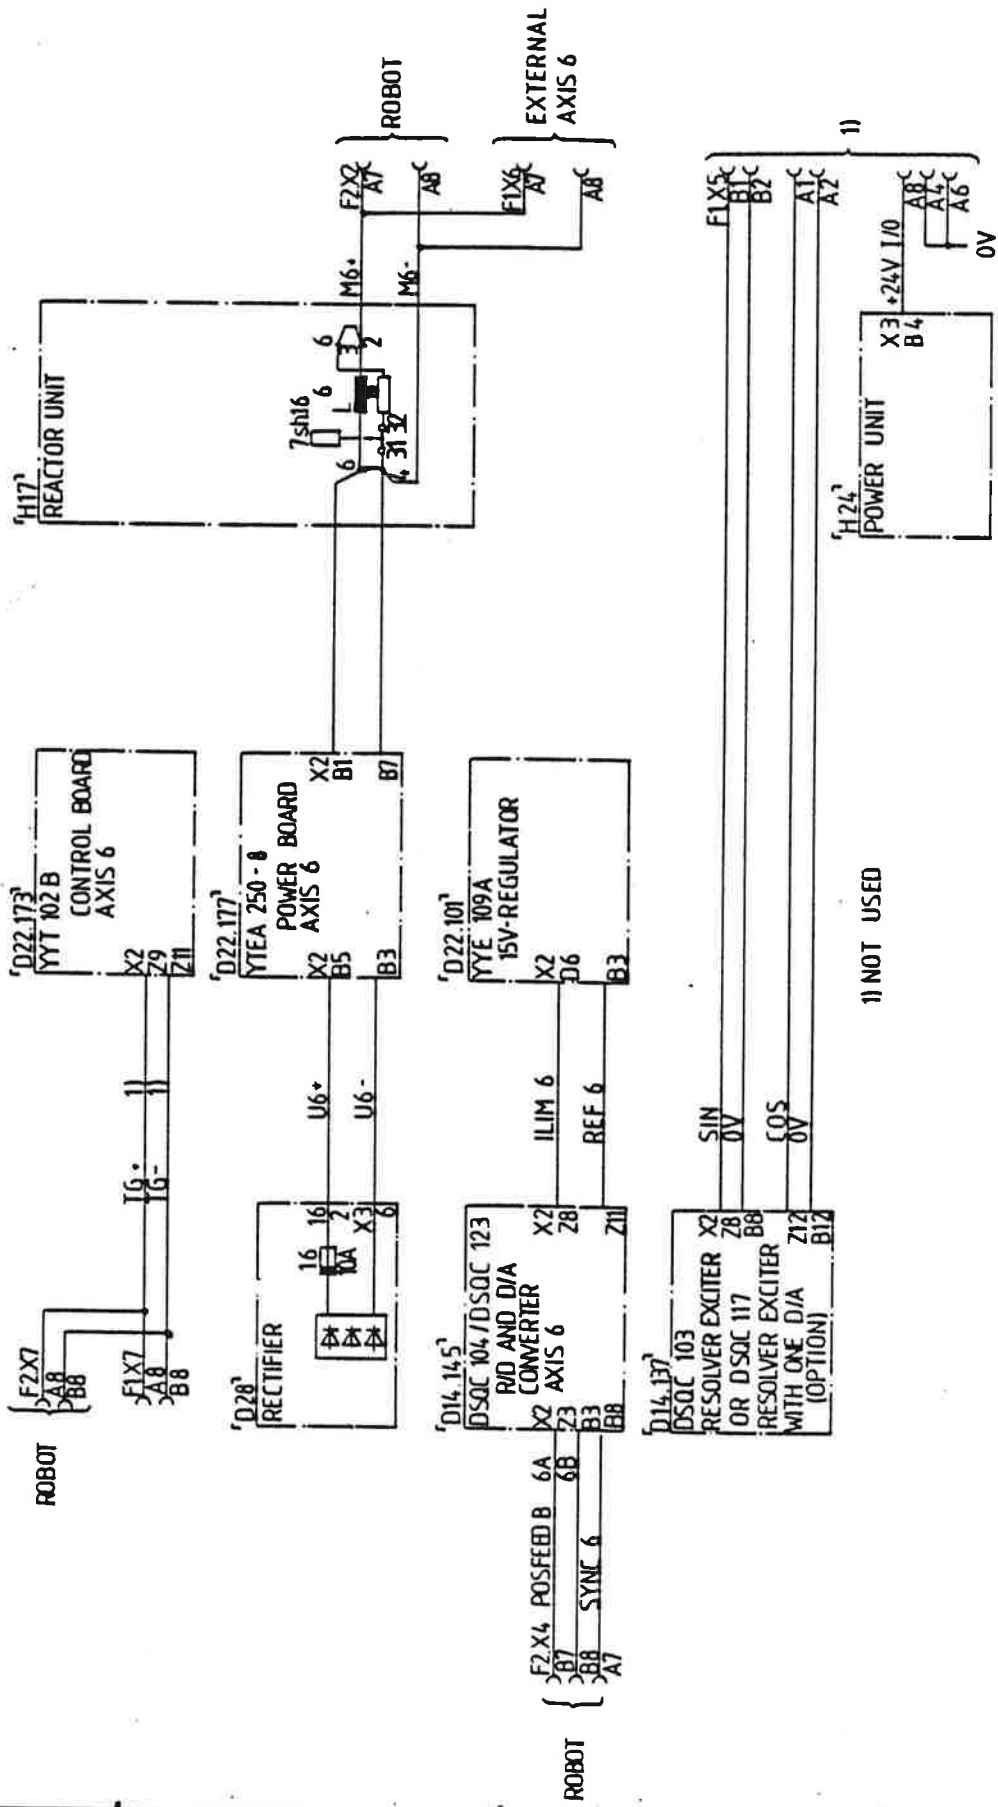 ROBOT
F2X7
A8
B8
F1X7
A8
B8
TG+
TG-
1)
1)
"D22.173"
YYT 102 B
CONTROL BOARD
AXIS 6
X2
Z9
Z11
"D28"
RECTIFIER
16
10A
16
2
X3
6
U6+
U6-
"D22.177"
YTEA 250-8
POWER BOARD
AXIS 6
X2
B5
B3
X2
B1
B7
"H17"
REACTOR UNIT
7sh16
6
4
31
32
L
6
6
3
2
M6+
M6-
F2X2
A7
A8
ROBOT
F1X6
A7
A8
EXTERNAL
AXIS 6
ROBOT
F2.X4
B7
B8
A7
POSFEED B
6A
6B
SYNC 6
"D14.145"
DSQC 104/DSQC 123
R/D AND D/A
CONVERTER
AXIS 6
X2
Z3
B3
B8
X2
Z8
Z11
ILIM 6
REF 6
"D22.101"
YYE 109A
15V-REGULATOR
X2
D6
B3
"D14.137"
DSQC 103
RESOLVER EXCITER
OR DSQC 117
RESOLVER EXCITER
WITH ONE D/A
(OPTION)
X2
Z8
B8
Z12
B12
SIN
0V
COS
0V
F1X5
B1
B2
A1
A2
A8
A4
A6
1)
"H24"
POWER UNIT
X3
B4
+24V I/O
0V
1) NOT USED